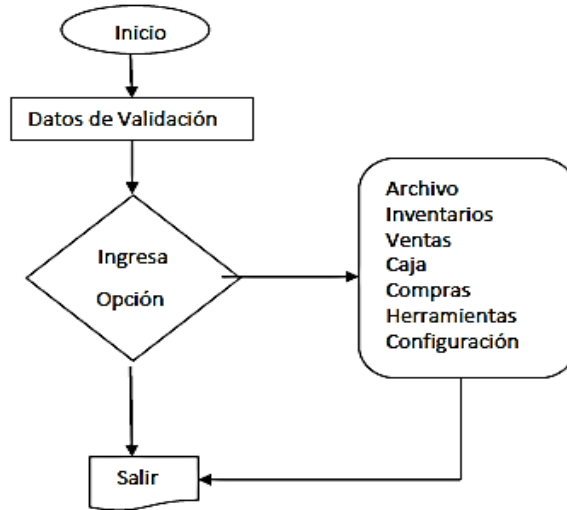 Inicio
Datos de Validación
Ingresa
Opción
Archivo
Inventarios
Ventas
Caja
Compras
Herramientas
Configuración
Salir